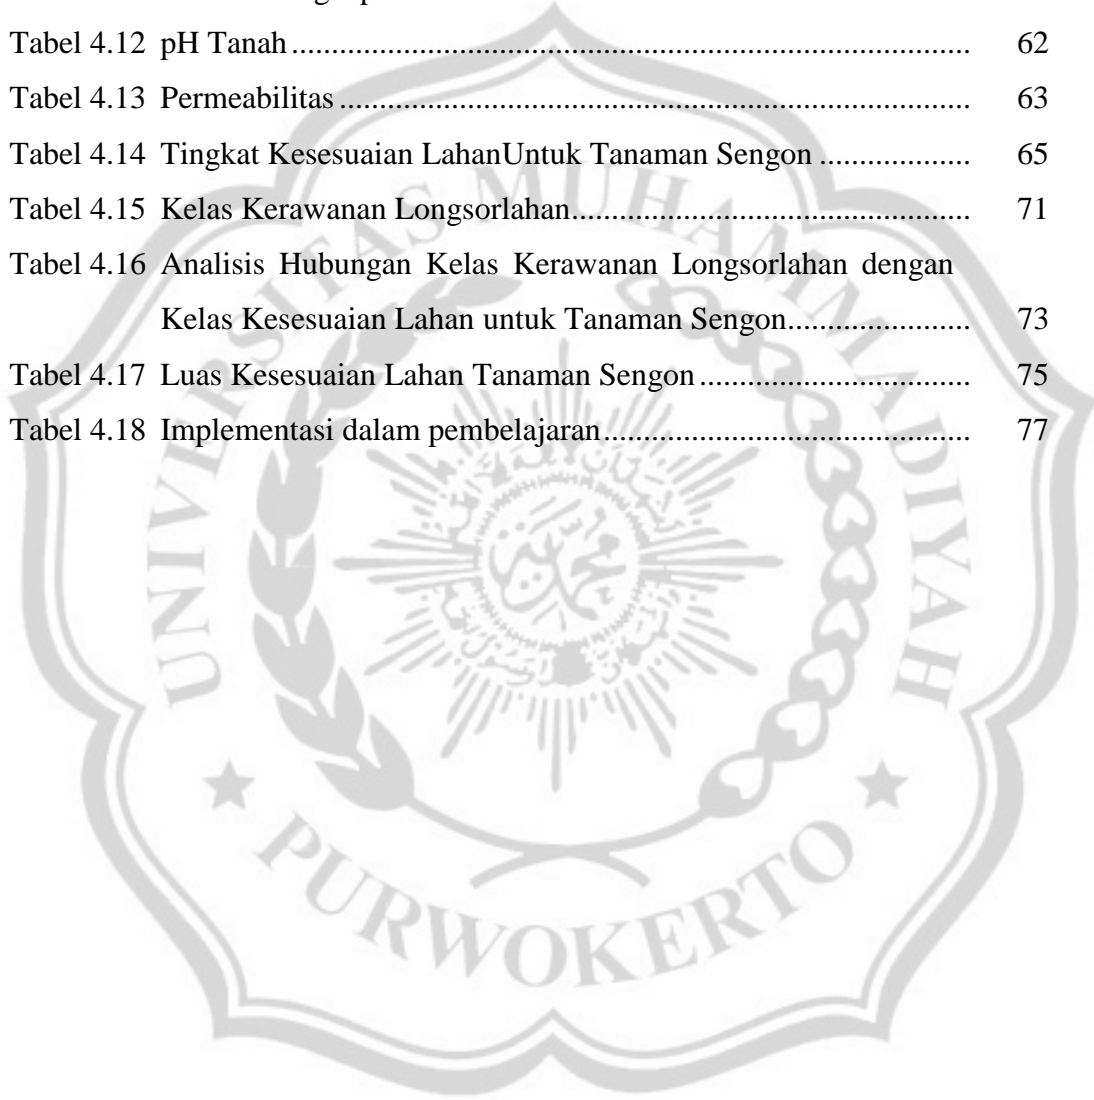 Tabel 4.12 pH Tanah ........................................................................... 62
Tabel 4.13 Permeabilitas ...................................................................... 63
Tabel 4.14 Tingkat Kesesuaian LahanUntuk Tanaman Sengon ................... 65
Tabel 4.15 Kelas Kerawanan Longsorlahan............................................ 71
Tabel 4.16 Analisis Hubungan Kelas Kerawanan Longsorlahan dengan
Kelas Kesesuaian Lahan untuk Tanaman Sengon....................... 73
Tabel 4.17 Luas Kesesuaian Lahan Tanaman Sengon .............................. 75
Tabel 4.18 Implementasi dalam pembelajaran......................................... 77
UNIVERSITAS MUHAMMADIYAH
PURWOKERTO